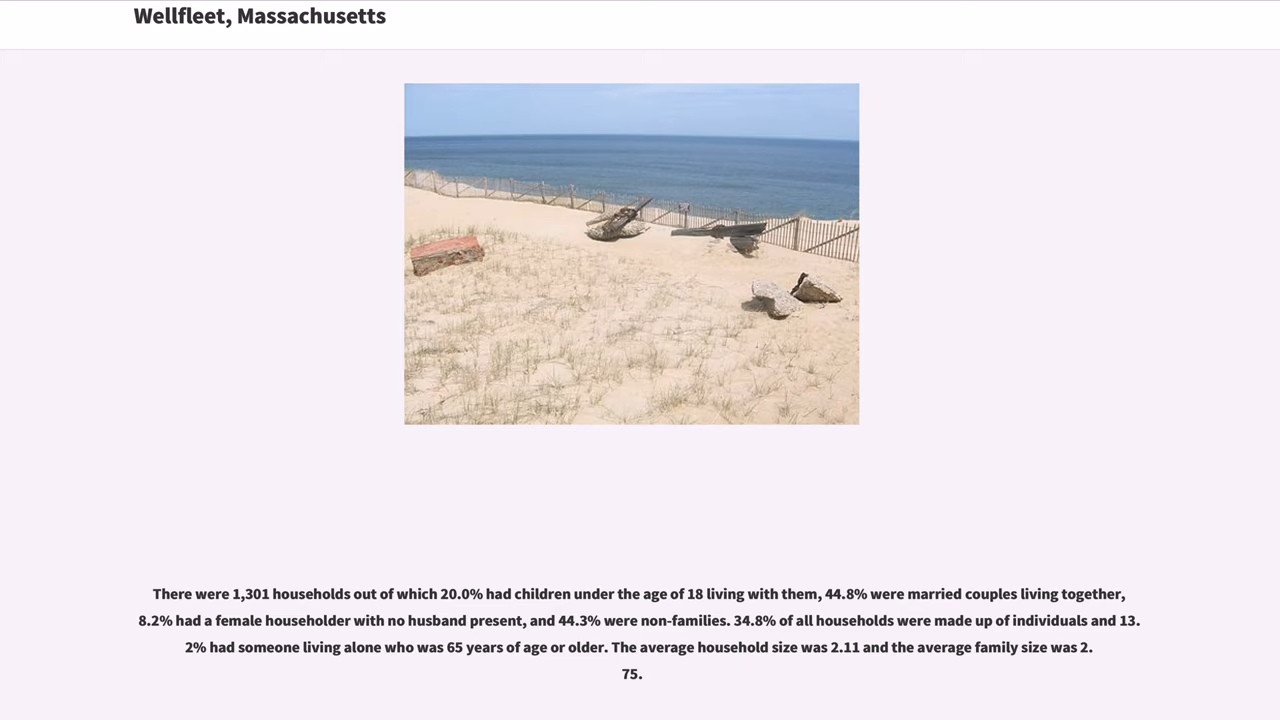 Wellfleet, Massachusetts
There were 1,301 households out of which 20.0% had children under the age of 18 living with them, 44.8% were married couples living together,
8.2% had a female householder with no husband present, and 44.3% were non-families. 34.8% of all households were made up of individuals and 13.
2% had someone living alone who was 65 years of age or older. The average household size was 2.11 and the average family size was 2.
75.